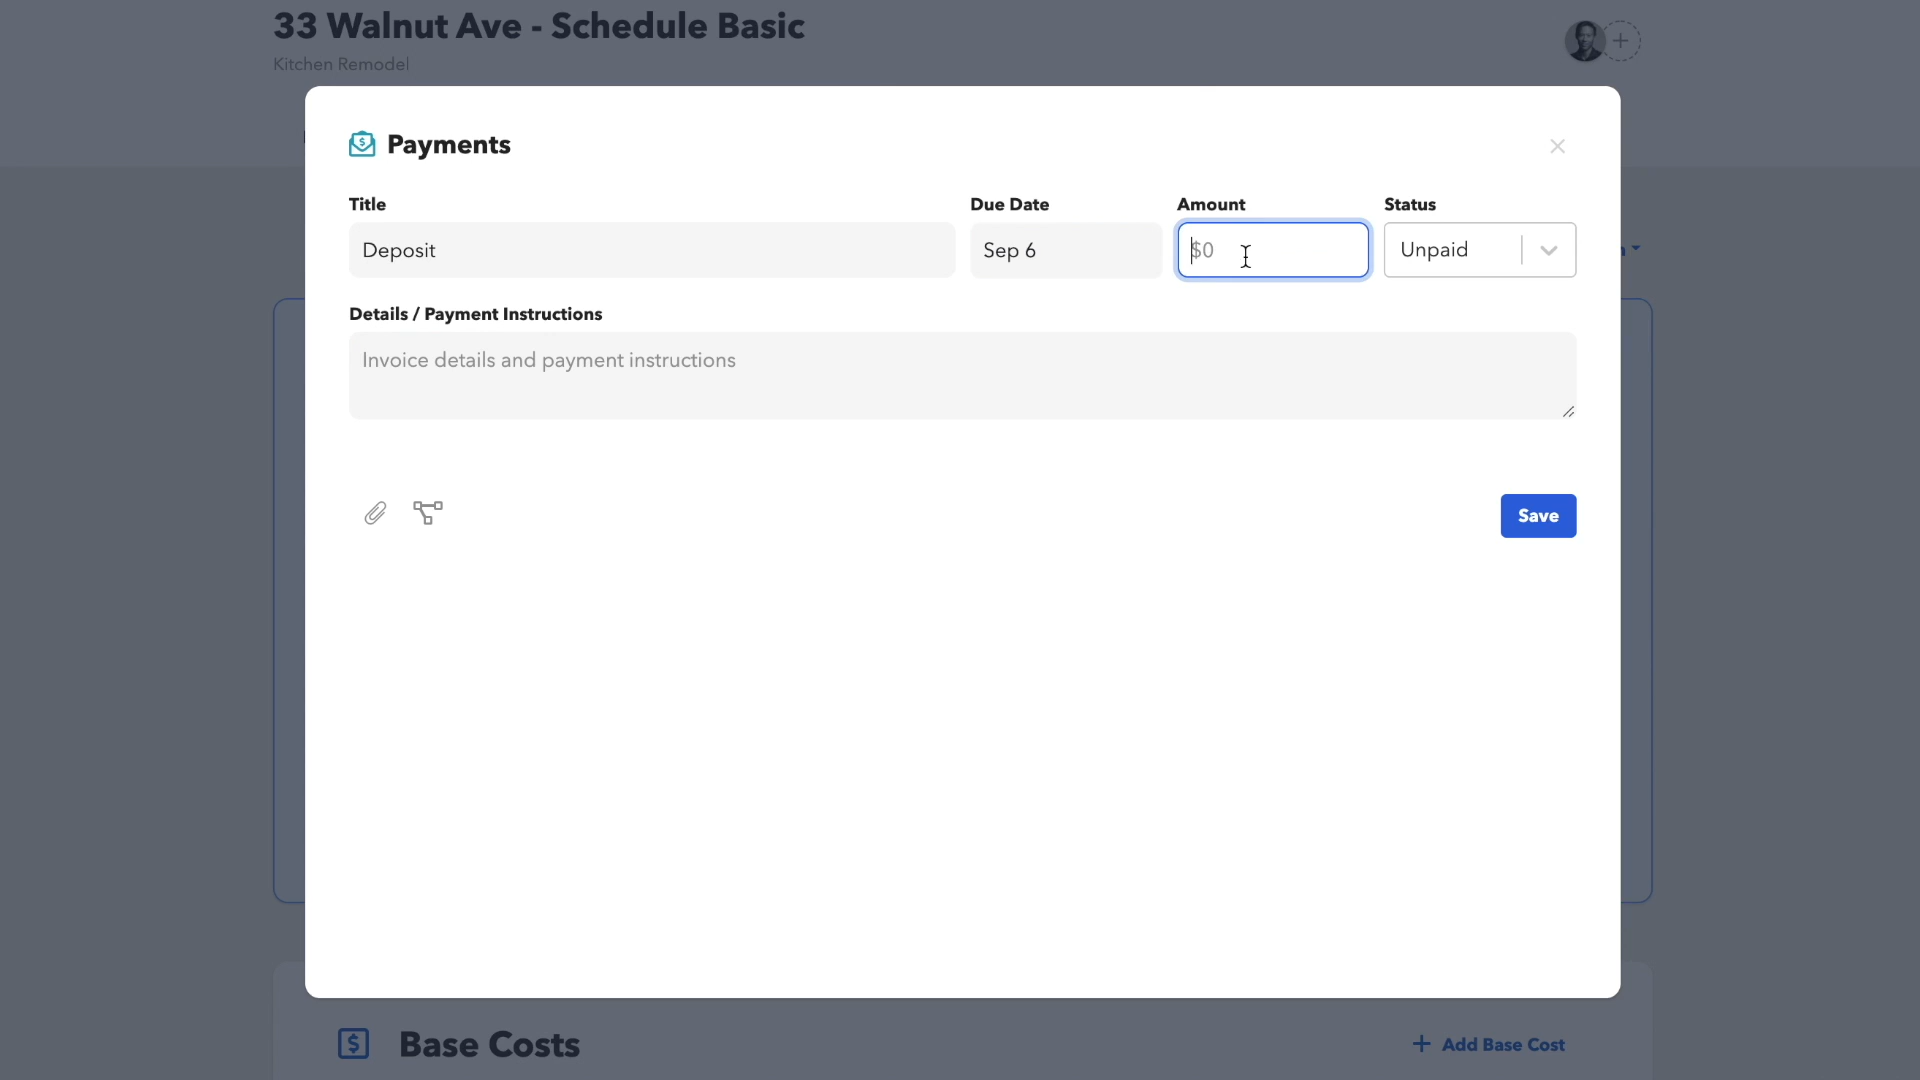 33 Walnut Ave - Schedule Basic
Kitchen Remodel
Payments
Title
Due Date
Amount
Status
Deposit
Sep 6
$0
Unpaid
Details / Payment Instructions
Invoice details and payment instructions
Save
Base Costs
+ Add Base Cost